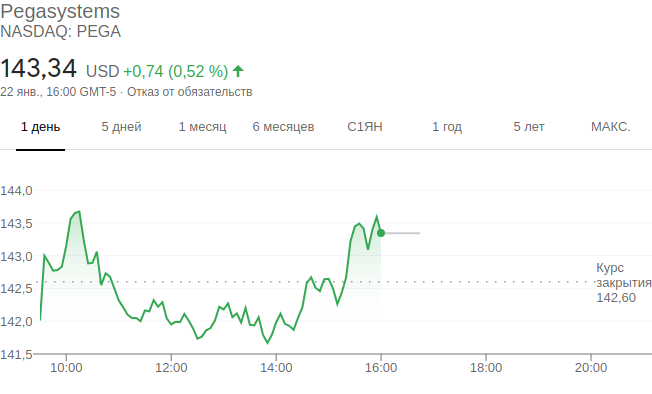 Pegasystems
NASDAQ: PEGA
143,34 USD +0,74 (0,52 %)
22 янв., 16:00 GMT-5 · Отказ от обязательств
1 день 5 дней 1 месяц 6 месяцев С1ЯН 1 год 5 лет МАКС.
144,0
143,5
143,0
142,5
142,0
141,5
Курс
закрытия
142,60
10:00 12:00 14:00 16:00 18:00 20:00